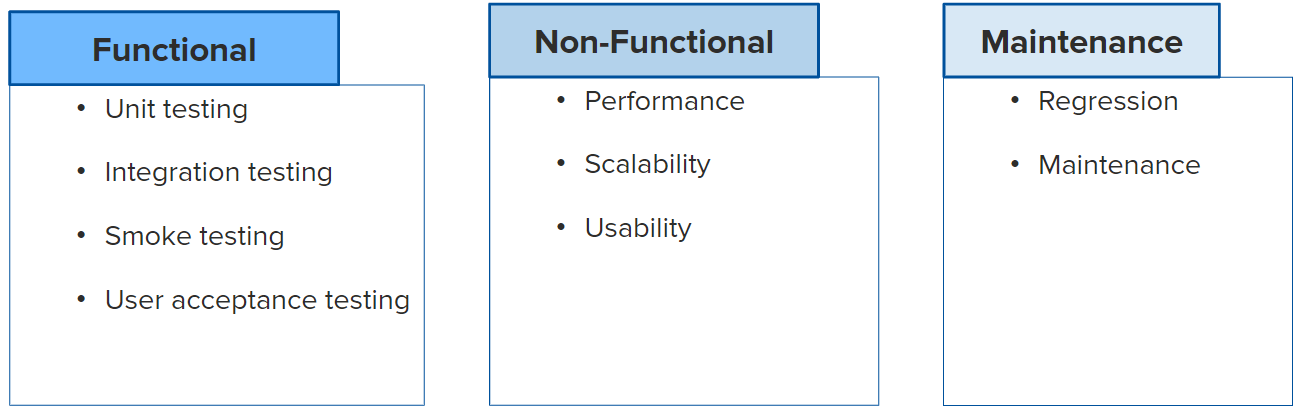 Functional
• Unit testing
• Integration testing
• Smoke testing
• User acceptance testing
Non-Functional
• Performance
• Scalability
• Usability
Maintenance
• Regression
• Maintenance